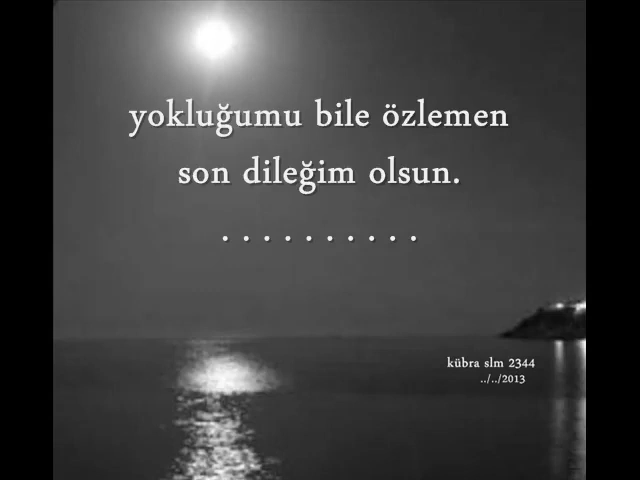 yokluğumu bile özlemen
son dileğim olsun.
. . . . . . . . . .
kübra slm 2344
../../2013